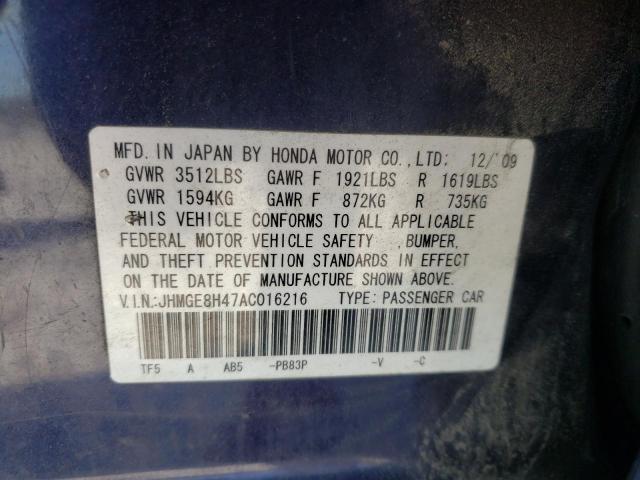 MFD. IN JAPAN BY HONDA MOTOR CO., LTD: 12/'09
GVWR 3512LBS GAWR F 1921LBS R 1619LBS
GVWR 1594KG GAWR F 872KG R 735KG
THIS VEHICLE CONFORMS TO ALL APPLICABLE
FEDERAL MOTOR VEHICLE SAFETY ,BUMPER,
AND THEFT PREVENTION STANDARDS IN EFFECT
ON THE DATE OF MANUFACTURE SHOWN ABOVE.
V.I.N.:JHMGE8H47AC016216 TYPE: PASSENGER CAR
TF5 A AB5 -PB83P -V -C